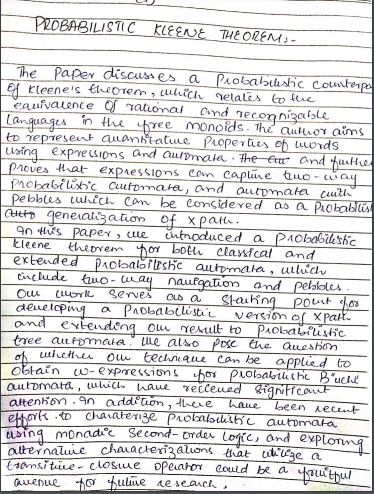 PROBABILISTIC KLEENE THEOREM:-
The Paper discusses a Probabilistic counterpa
of Kleene's theorem, which relates to the
equivalence of rational and recognizable
languages in the free monoids. The author aims
to represent quantitative properties of words
using expressions and automata. The and further
proves that expressions can capture two-way
Probabilistic automata, and automata with
pebbles which can be considered as a Probabilist
generalization of Xpath.
In this paper, we introduced a Probabilistic
kleene theorem for both classical and
extended Probabilistic automata, which
include two-way navigation and pebbles.
Our work serves as a starting point for
developing a Probabilistic version of Xpath
and extending our result to Probabilistic
tree automata. We also pose the question
of whether our technique can be applied to
obtain ω-expressions for probabilistic Büchi
automata, which have recieved significant
attention. In addition, there have been recent
efforts to charaterize probabilistic automata
using monadic second-order logic, and exploring
alternative characterizations that utilize a
transitive-closure operator could be a fruitful
avenue for future research.